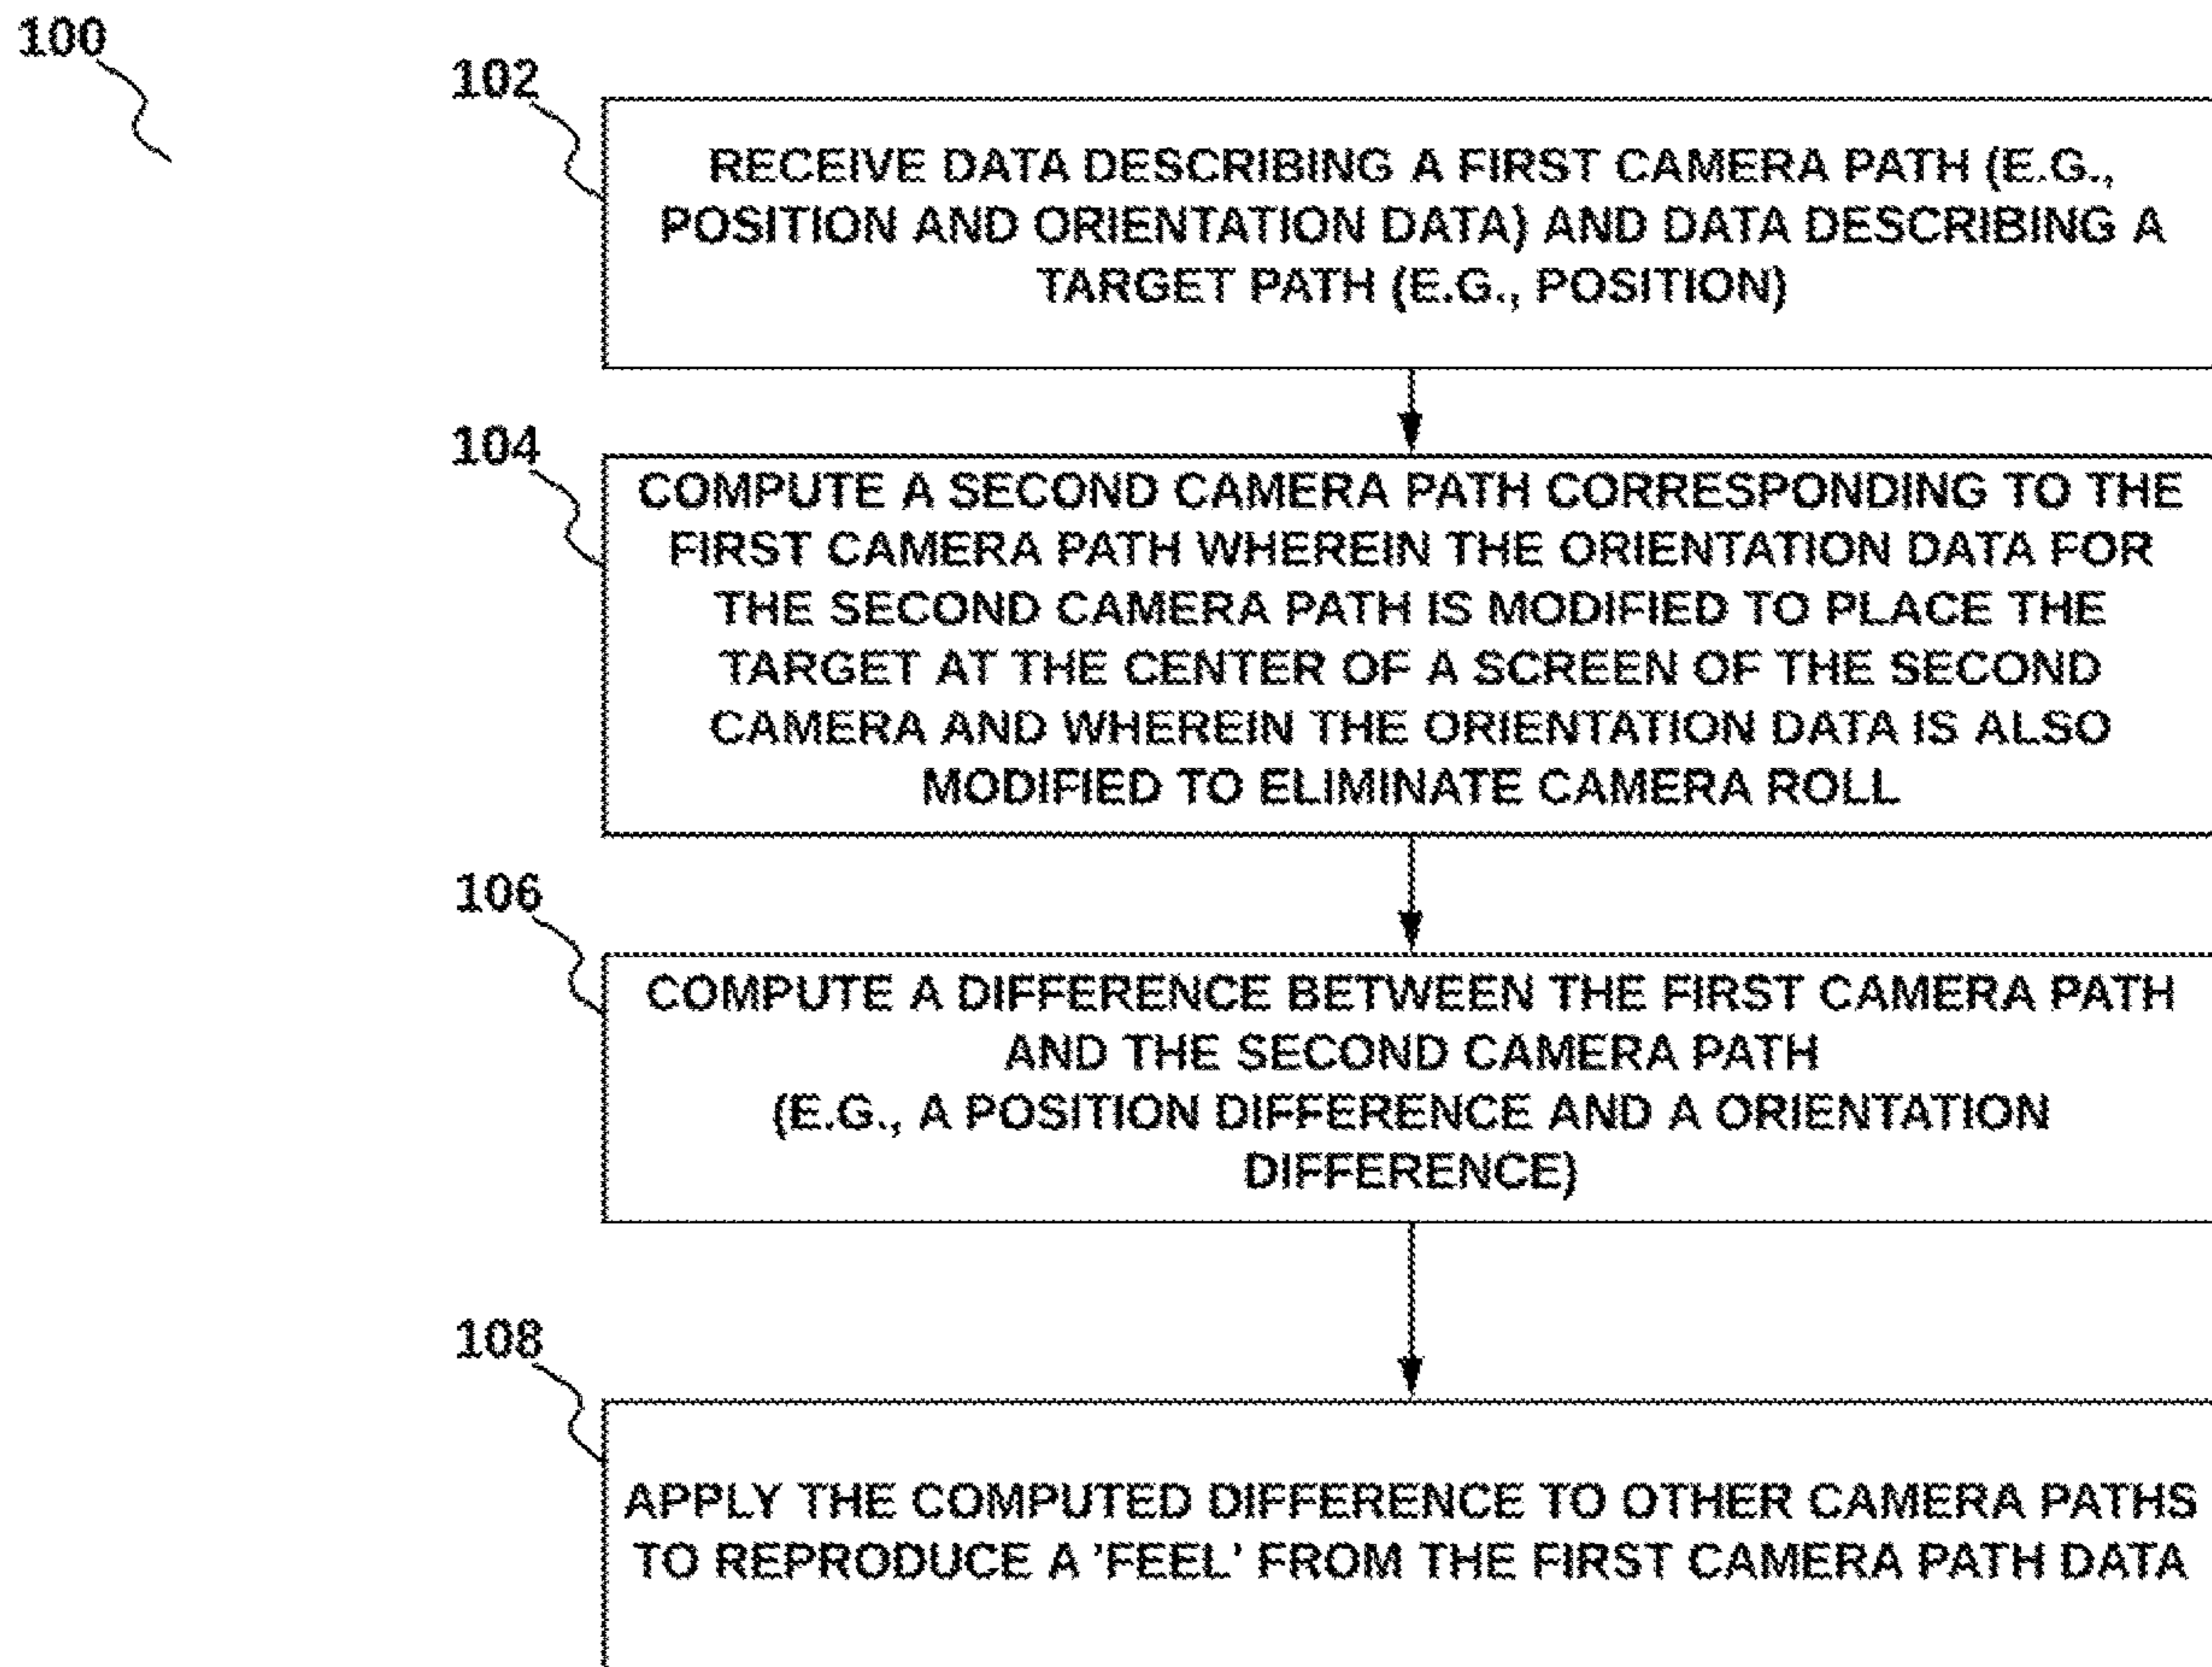 100
102
RECEIVE DATA DESCRIBING A FIRST CAMERA PATH (E.G.,
POSITION AND ORIENTATION DATA) AND DATA DESCRIBING A
TARGET PATH (E.G., POSITION)
104
COMPUTE A SECOND CAMERA PATH CORRESPONDING TO THE
FIRST CAMERA PATH WHEREIN THE ORIENTATION DATA FOR
THE SECOND CAMERA PATH IS MODIFIED TO PLACE THE
TARGET AT THE CENTER OF A SCREEN OF THE SECOND
CAMERA AND WHEREIN THE ORIENTATION DATA IS ALSO
MODIFIED TO ELIMINATE CAMERA ROLL
106
COMPUTE A DIFFERENCE BETWEEN THE FIRST CAMERA PATH
AND THE SECOND CAMERA PATH
(E.G., A POSITION DIFFERENCE AND A ORIENTATION
DIFFERENCE)
108
APPLY THE COMPUTED DIFFERENCE TO OTHER CAMERA PATHS
TO REPRODUCE A 'FEEL' FROM THE FIRST CAMERA PATH DATA